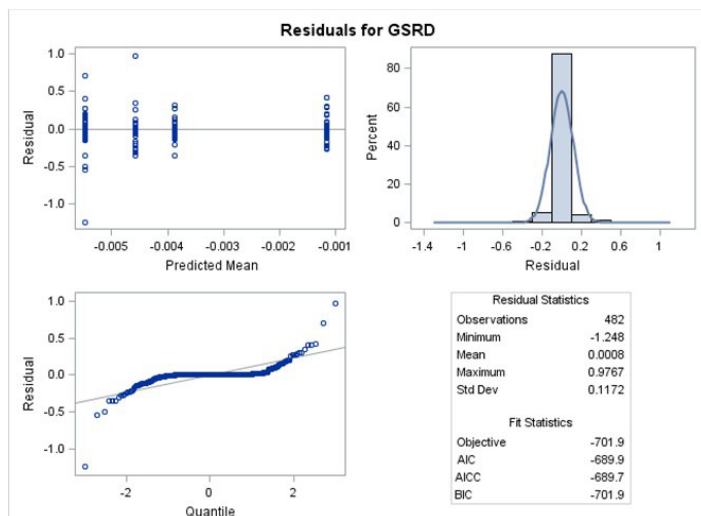 Residuals for GSRD
1.0
0.5
0.0
-0.5
-1.0
Residual
-0.005
-0.004
-0.003
-0.002
-0.001
Predicted Mean
80
60
40
20
0
Percent
-1.4
-1
-0.6
-0.2
0.2
0.6
1
Residual
1.0
0.5
0.0
-0.5
-1.0
Residual
-2
0
2
Quantile
Residual Statistics
Observations 482
Minimum -1.248
Mean 0.0008
Maximum 0.9767
Std Dev 0.1172
Fit Statistics
Objective -701.9
AIC -689.9
AICC -689.7
BIC -701.9